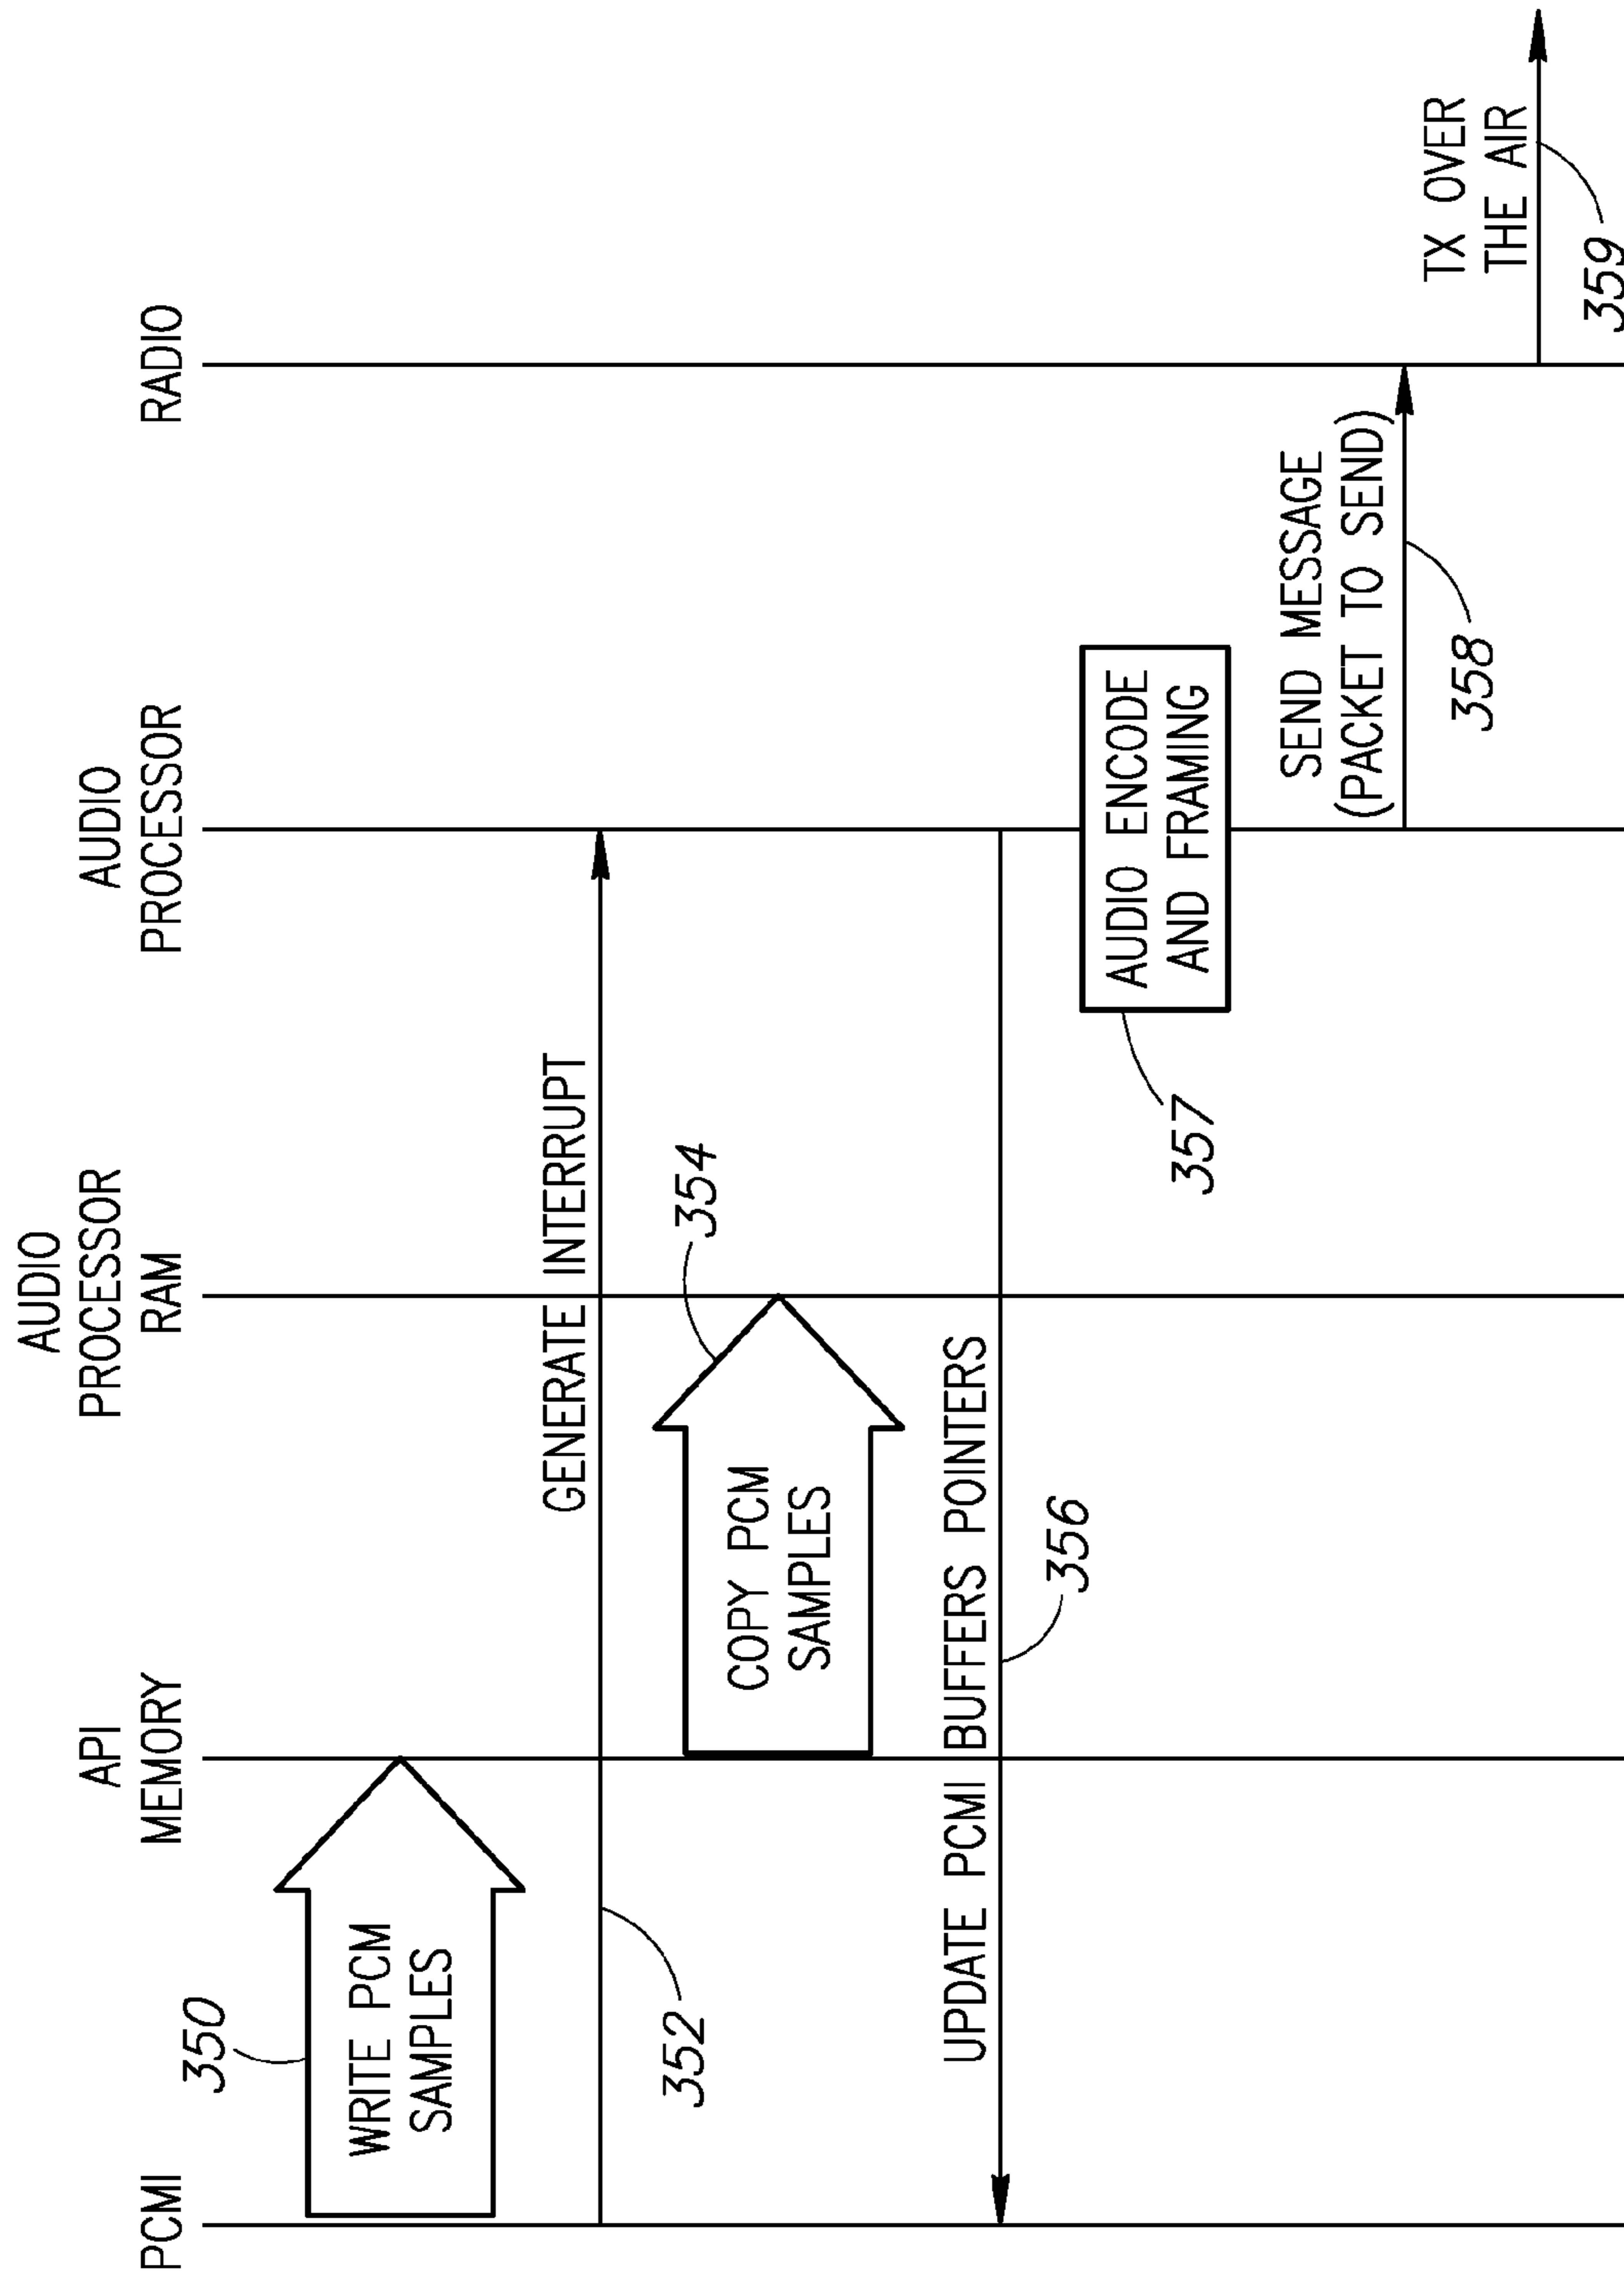 PCMI
API
MEMORY
AUDIO
PROCESSOR
RAM
AUDIO
PROCESSOR
RADIO
350
WRITE PCM
SAMPLES
GENERATE INTERRUPT
352
354
COPY PCM
SAMPLES
UPDATE PCMI BUFFERS POINTERS
356
AUDIO ENCODE
AND FRAMING
357
SEND MESSAGE
(PACKET TO SEND)
358
TX OVER
THE AIR
359